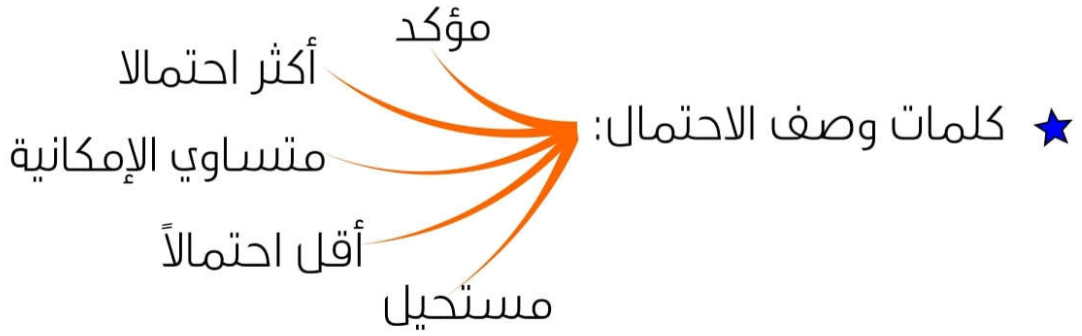 كلمات وصف الاحتمال:
مؤكد
أكثر احتمالا
متساوي الإمكانية
أقل احتمالاً
مستحيل